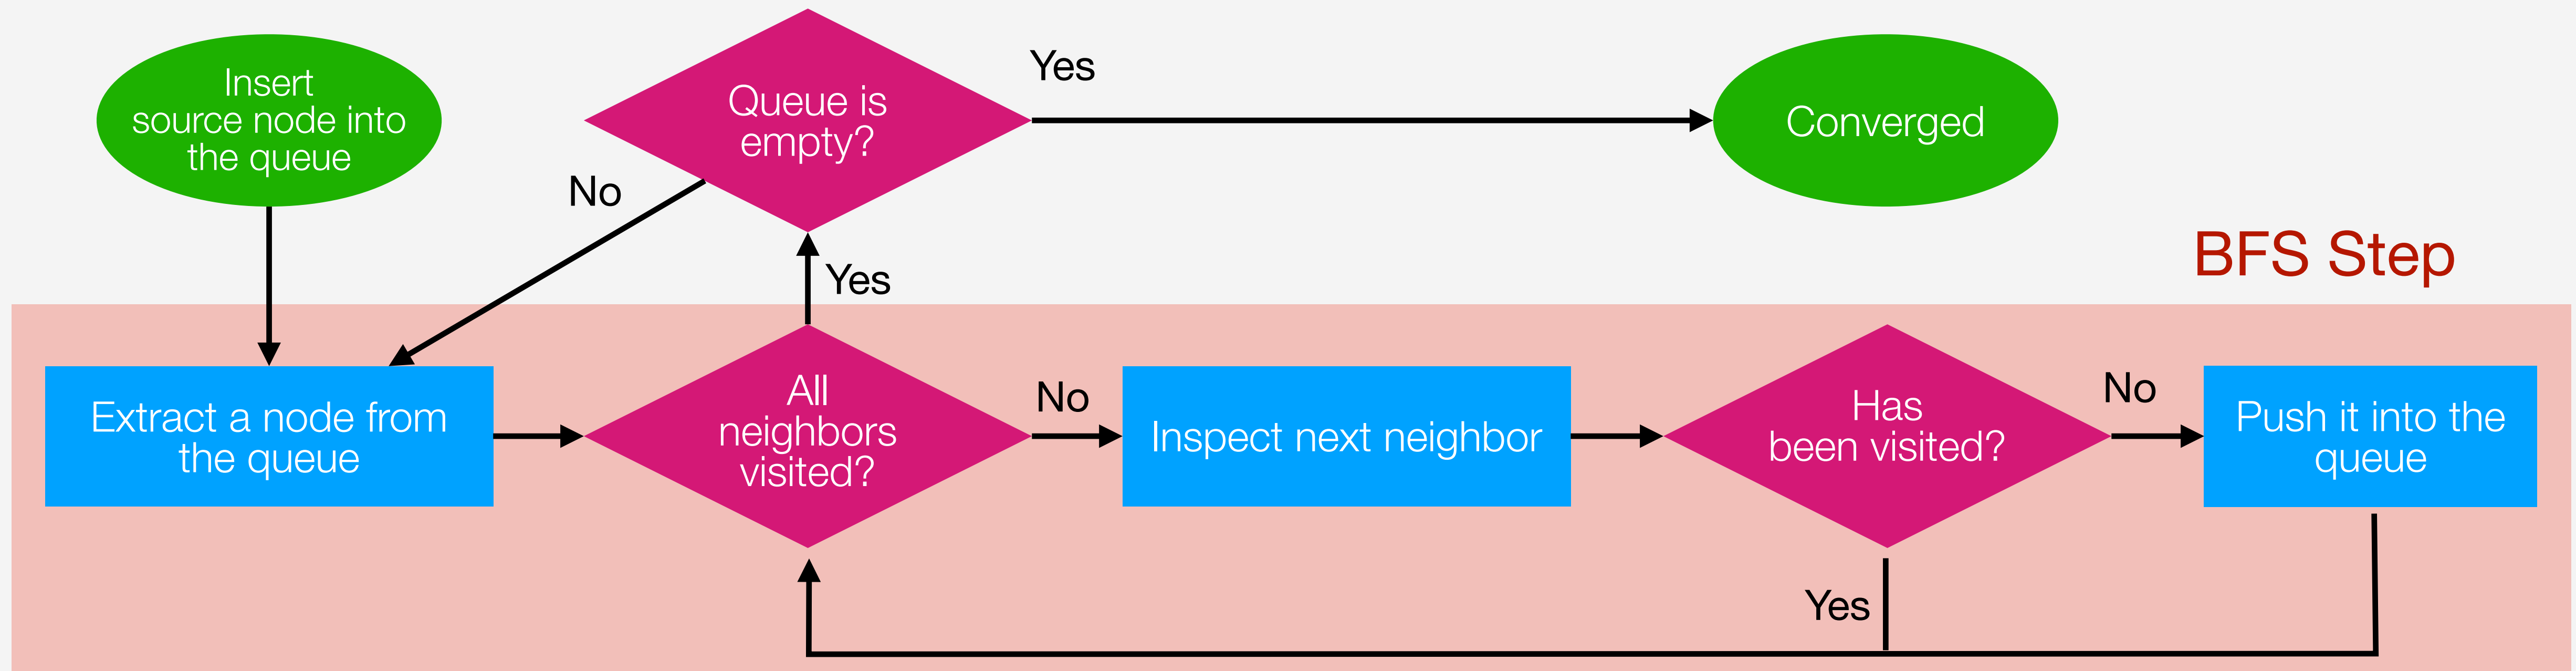 Insert
source node into
the queue
Queue is
empty?
Yes
Converged
No
Yes
BFS Step
Extract a node from
the queue
All
neighbors
visited?
No
Inspect next neighbor
Has
been visited?
No
Push it into the
queue
Yes